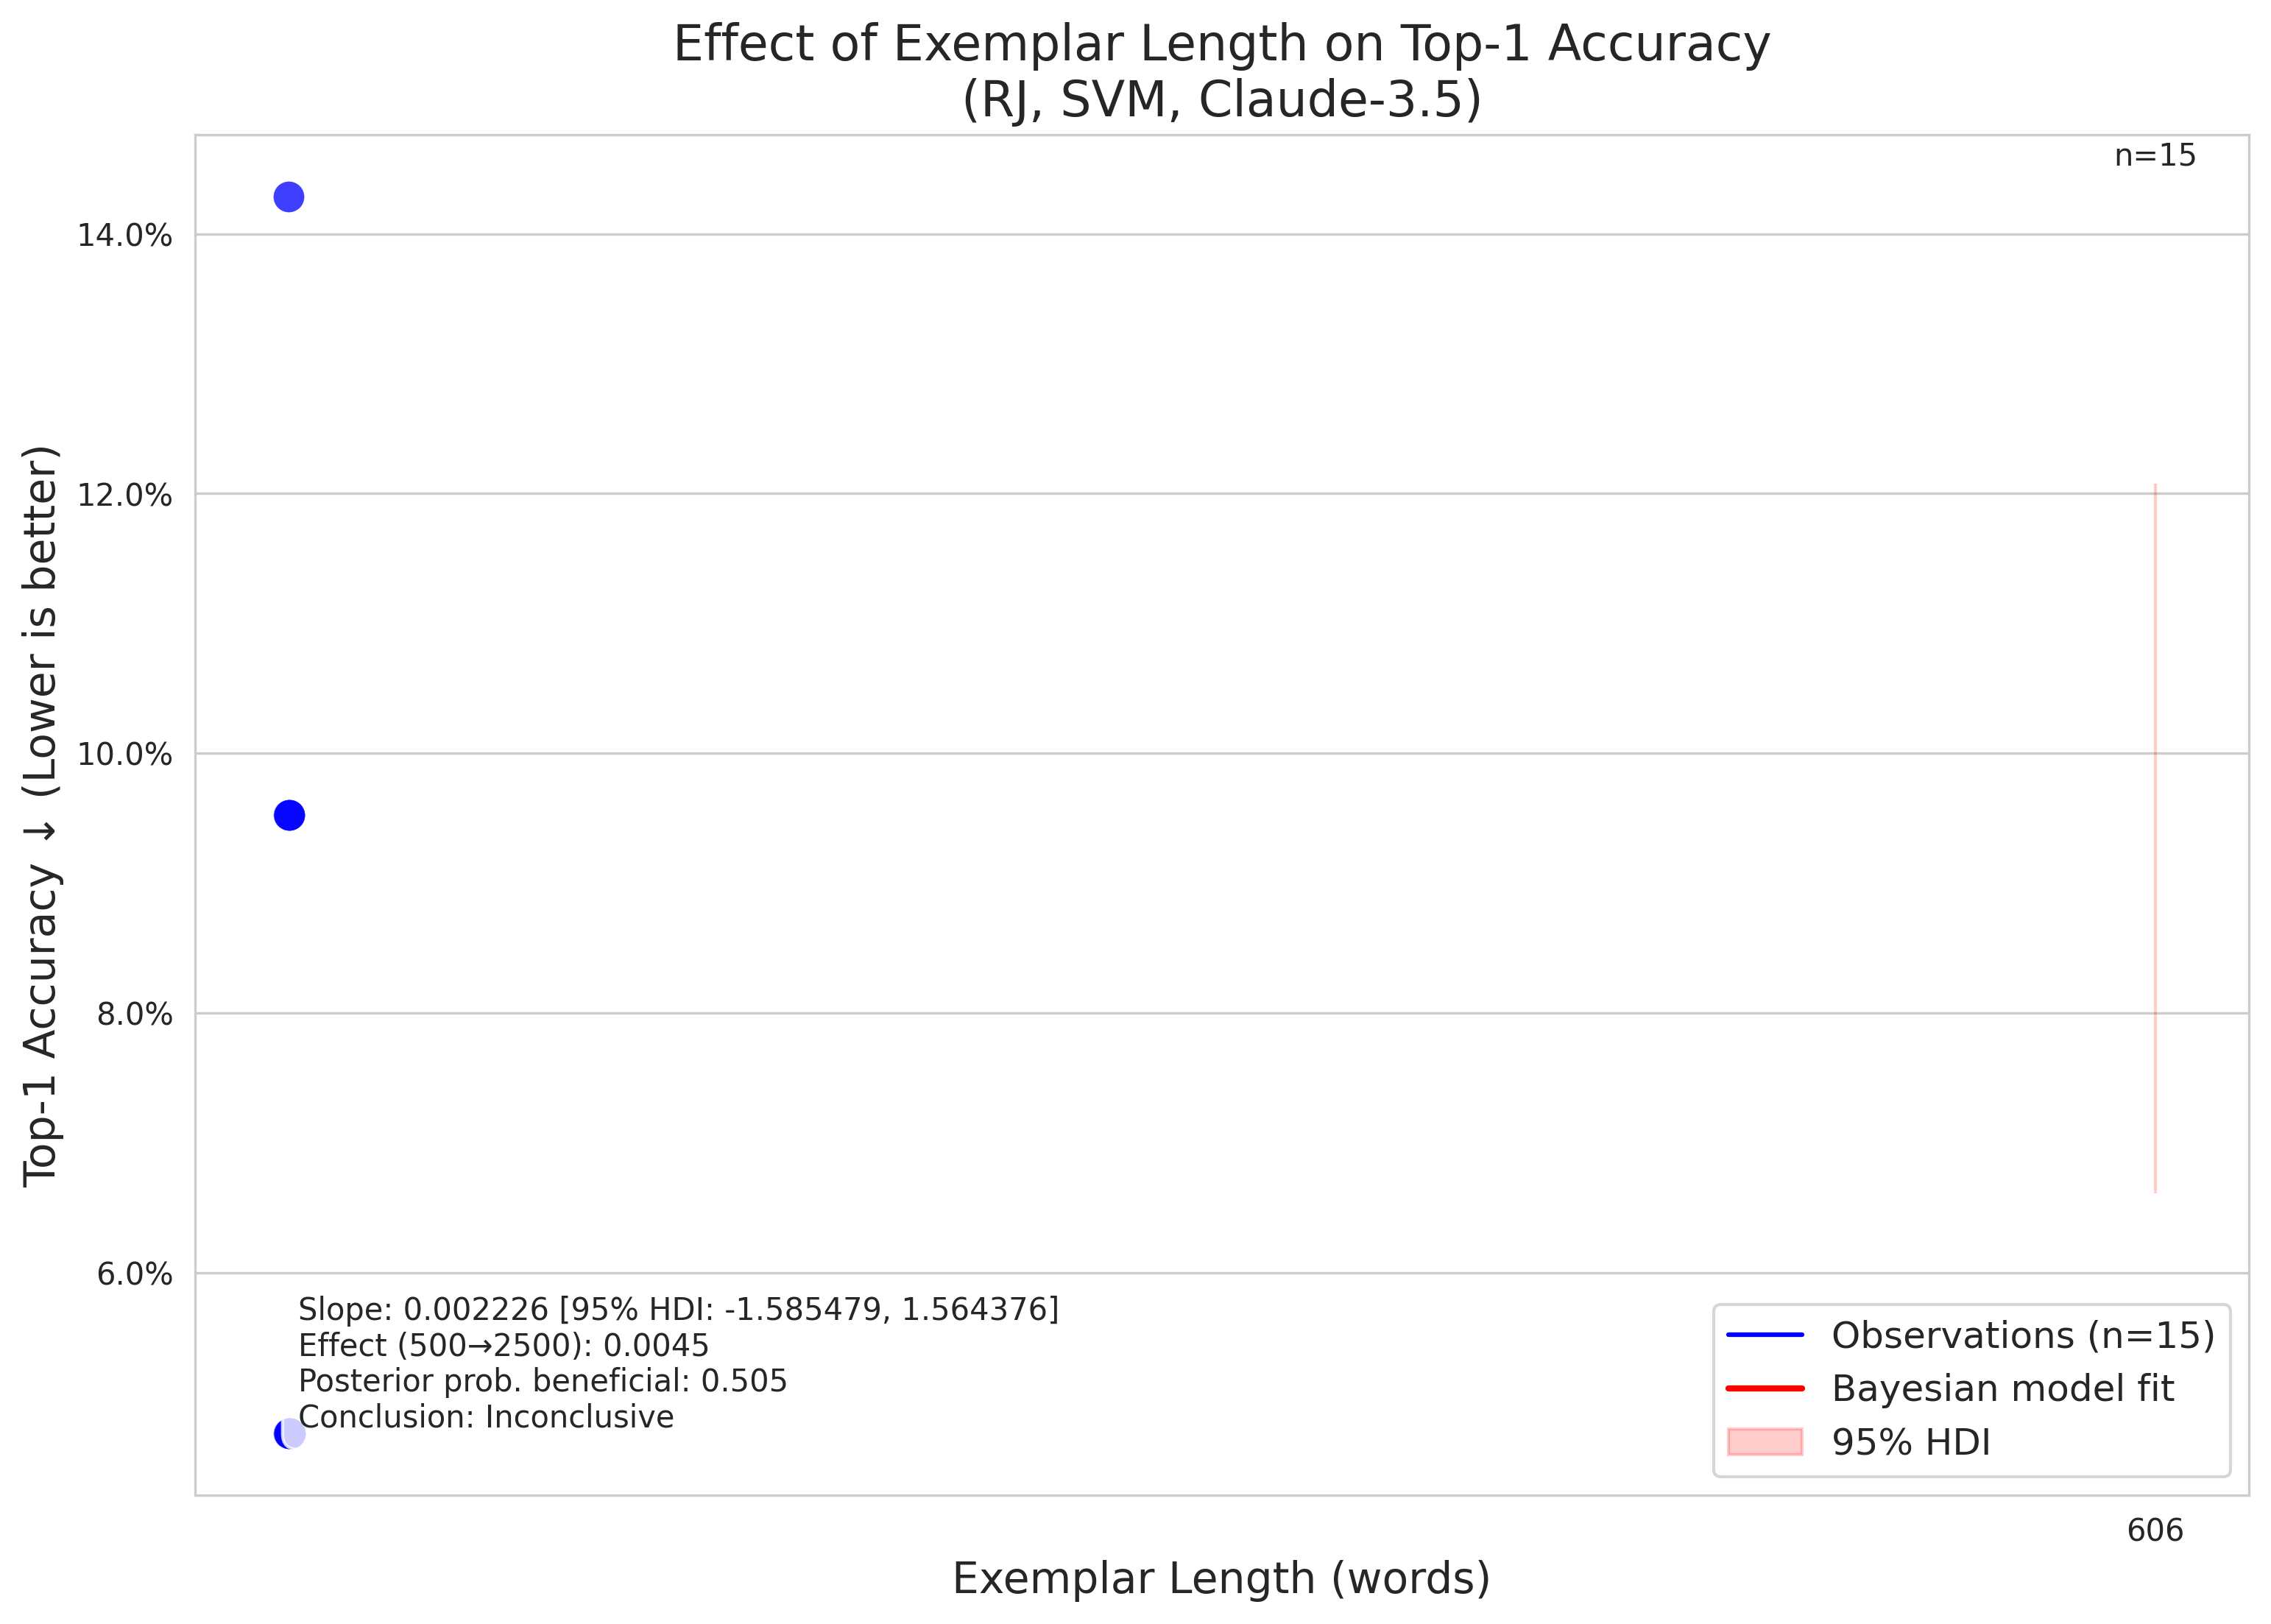 Effect of Exemplar Length on Top-1 Accuracy
(RJ, SVM, Claude-3.5)
n=15
14.0%
12.0%
10.0%
8.0%
6.0%
Top-1 Accuracy ↓ (Lower is better)
Slope: 0.002226 [95% HDI: -1.585479, 1.564376]
Effect (500→2500): 0.0045
Posterior prob. beneficial: 0.505
Conclusion: Inconclusive
Observations (n=15)
Bayesian model fit
95% HDI
606
Exemplar Length (words)